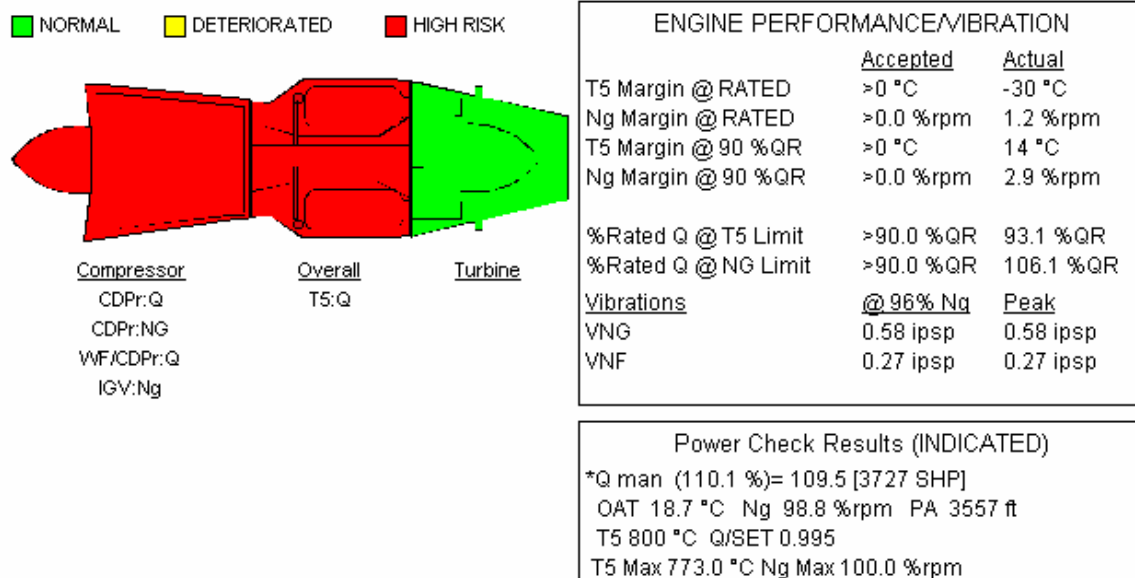 NORMAL DETERIORATED HIGH RISK
Compressor Overall Turbine
CDPr:Q T5:Q
CDPr:NG
WF/CDPr:Q
IGV:Ng
ENGINE PERFORMANCE/VIBRATION
Accepted Actual
T5 Margin @ RATED >0 °C -30 °C
Ng Margin @ RATED >0.0 %rpm 1.2 %rpm
T5 Margin @ 90 %QR >0 °C 14 °C
Ng Margin @ 90 %QR >0.0 %rpm 2.9 %rpm
%Rated Q @ T5 Limit >90.0 %QR 93.1 %QR
%Rated Q @ NG Limit >90.0 %QR 106.1 %QR
Vibrations @ 96% Ng Peak
VNG 0.58 ipsp 0.58 ipsp
VNF 0.27 ipsp 0.27 ipsp
Power Check Results (INDICATED)
*Q man (110.1 %)= 109.5 [3727 SHP]
OAT 18.7 °C Ng 98.8 %rpm PA 3557 ft
T5 800 °C Q/SET 0.995
T5 Max 773.0 °C Ng Max 100.0 %rpm